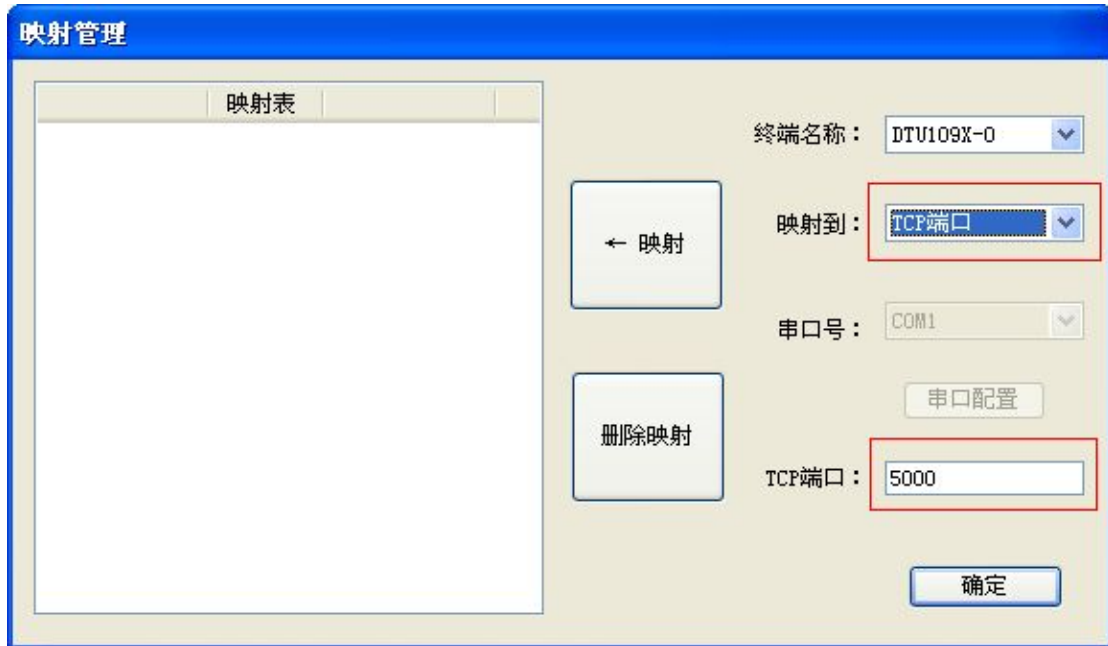 映射管理
映射表
终端名称： DTU109X-0
← 映射
映射到： TCP端口
串口号： COM1
串口配置
删除映射
TCP端口： 5000
确定